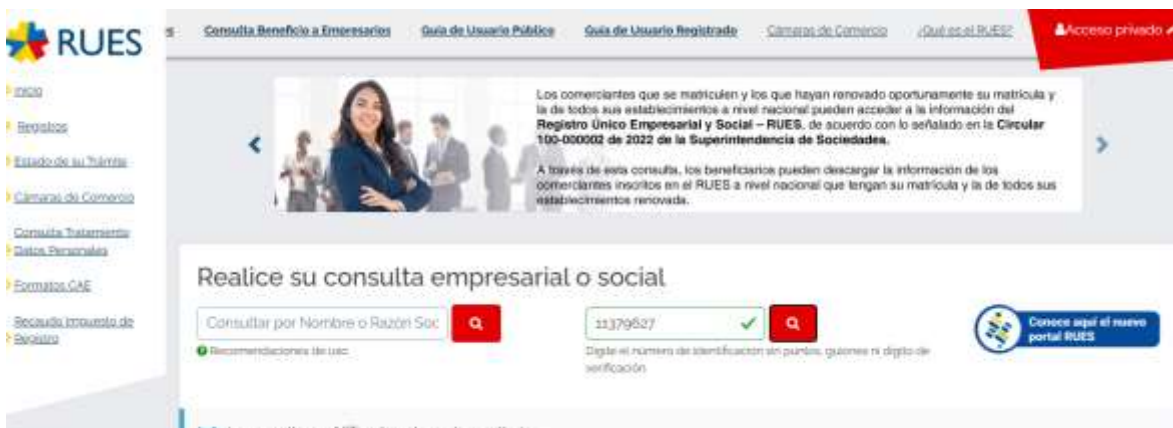 RUES
Consulta Beneficio a Empresarios
Guía de Usuario Público
Guía de Usuario Registrado
Cámaras de Comercio
¿Qué es el RUES?
Acceso privado
Inicio
Registros
Estado de su Trámite
Cámaras de Comercio
Consulta Tratamiento
Datos Personales
Formatos CAE
Recaudo Impuesto de
Registro
Los comerciantes que se matriculen y los que hayan renovado oportunamente su matrícula y
la de todos sus establecimientos a nivel nacional pueden acceder a la información del
Registro Único Empresarial y Social – RUES, de acuerdo con lo señalado en la Circular
100-000002 de 2022 de la Superintendencia de Sociedades.
A través de esta consulta, los beneficiarios pueden descargar la información de los
comerciantes inscritos en el RUES a nivel nacional que tengan su matrícula y la de todos sus
establecimientos renovada.
Realice su consulta empresarial o social
Consultar por Nombre o Razón Soc
11379627
Recomendaciones de uso
Digite el número de identificación sin puntos, guiones ni dígito de
verificación
Conoce aquí el nuevo
portal RUES